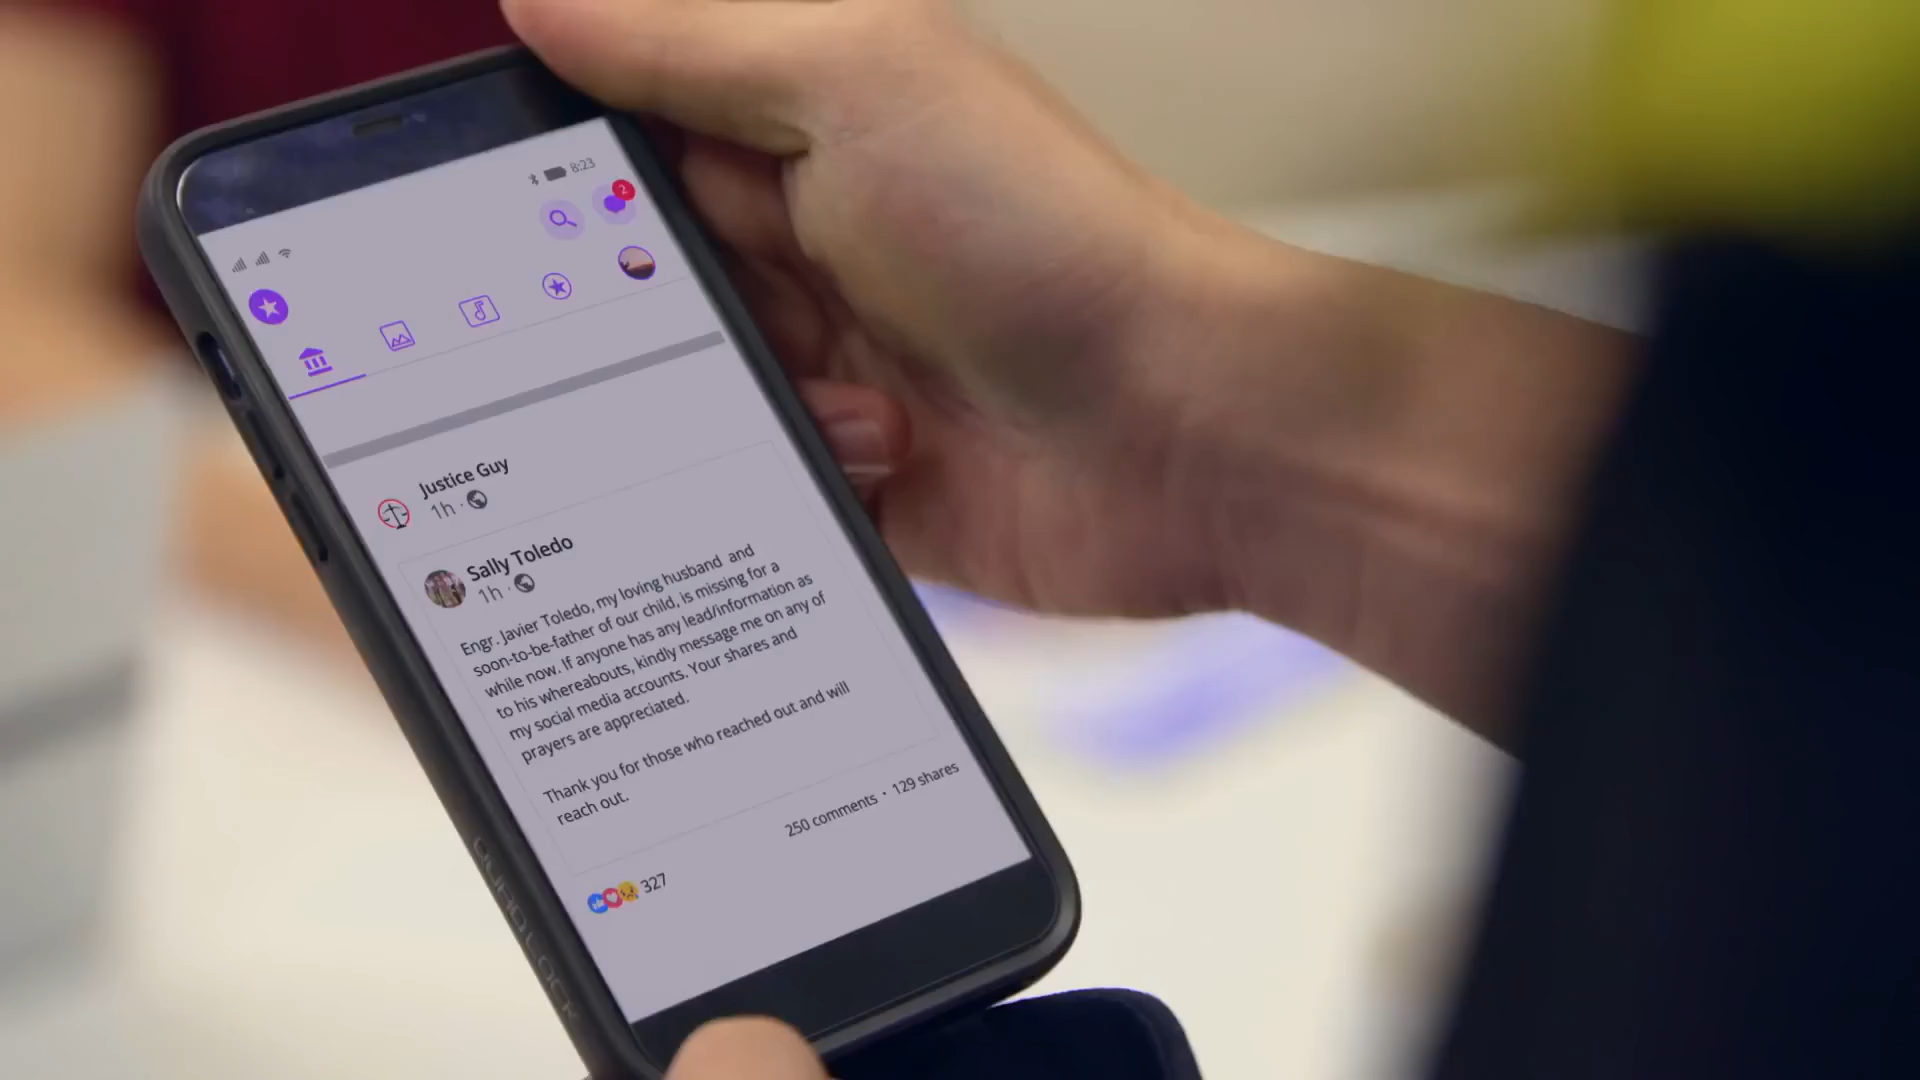 8:23
2
Justice Guy
1h ·
Sally Toledo
1h ·
Engr. Javier Toledo, my loving husband and
soon-to-be-father of our child, is missing for a
while now. If anyone has any lead/information as
to his whereabouts, kindly message me on any of
my social media accounts. Your shares and
prayers are appreciated.
Thank you for those who reached out and will
reach out.
250 comments · 129 shares
327
QUADLOCK